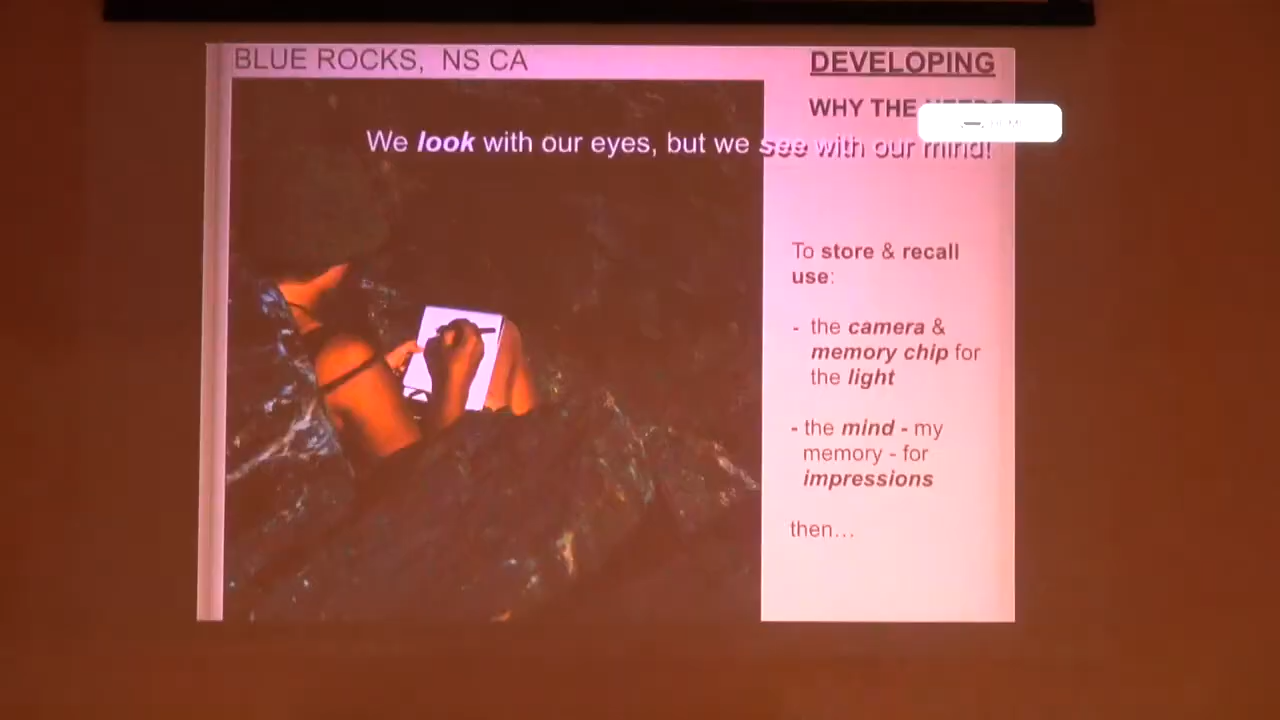 BLUE ROCKS, NS CA
DEVELOPING
WHY THE
We look with our eyes, but we see with our mind!
To store & recall
use:
- the camera &
memory chip for
the light
- the mind - my
memory - for
impressions
then…